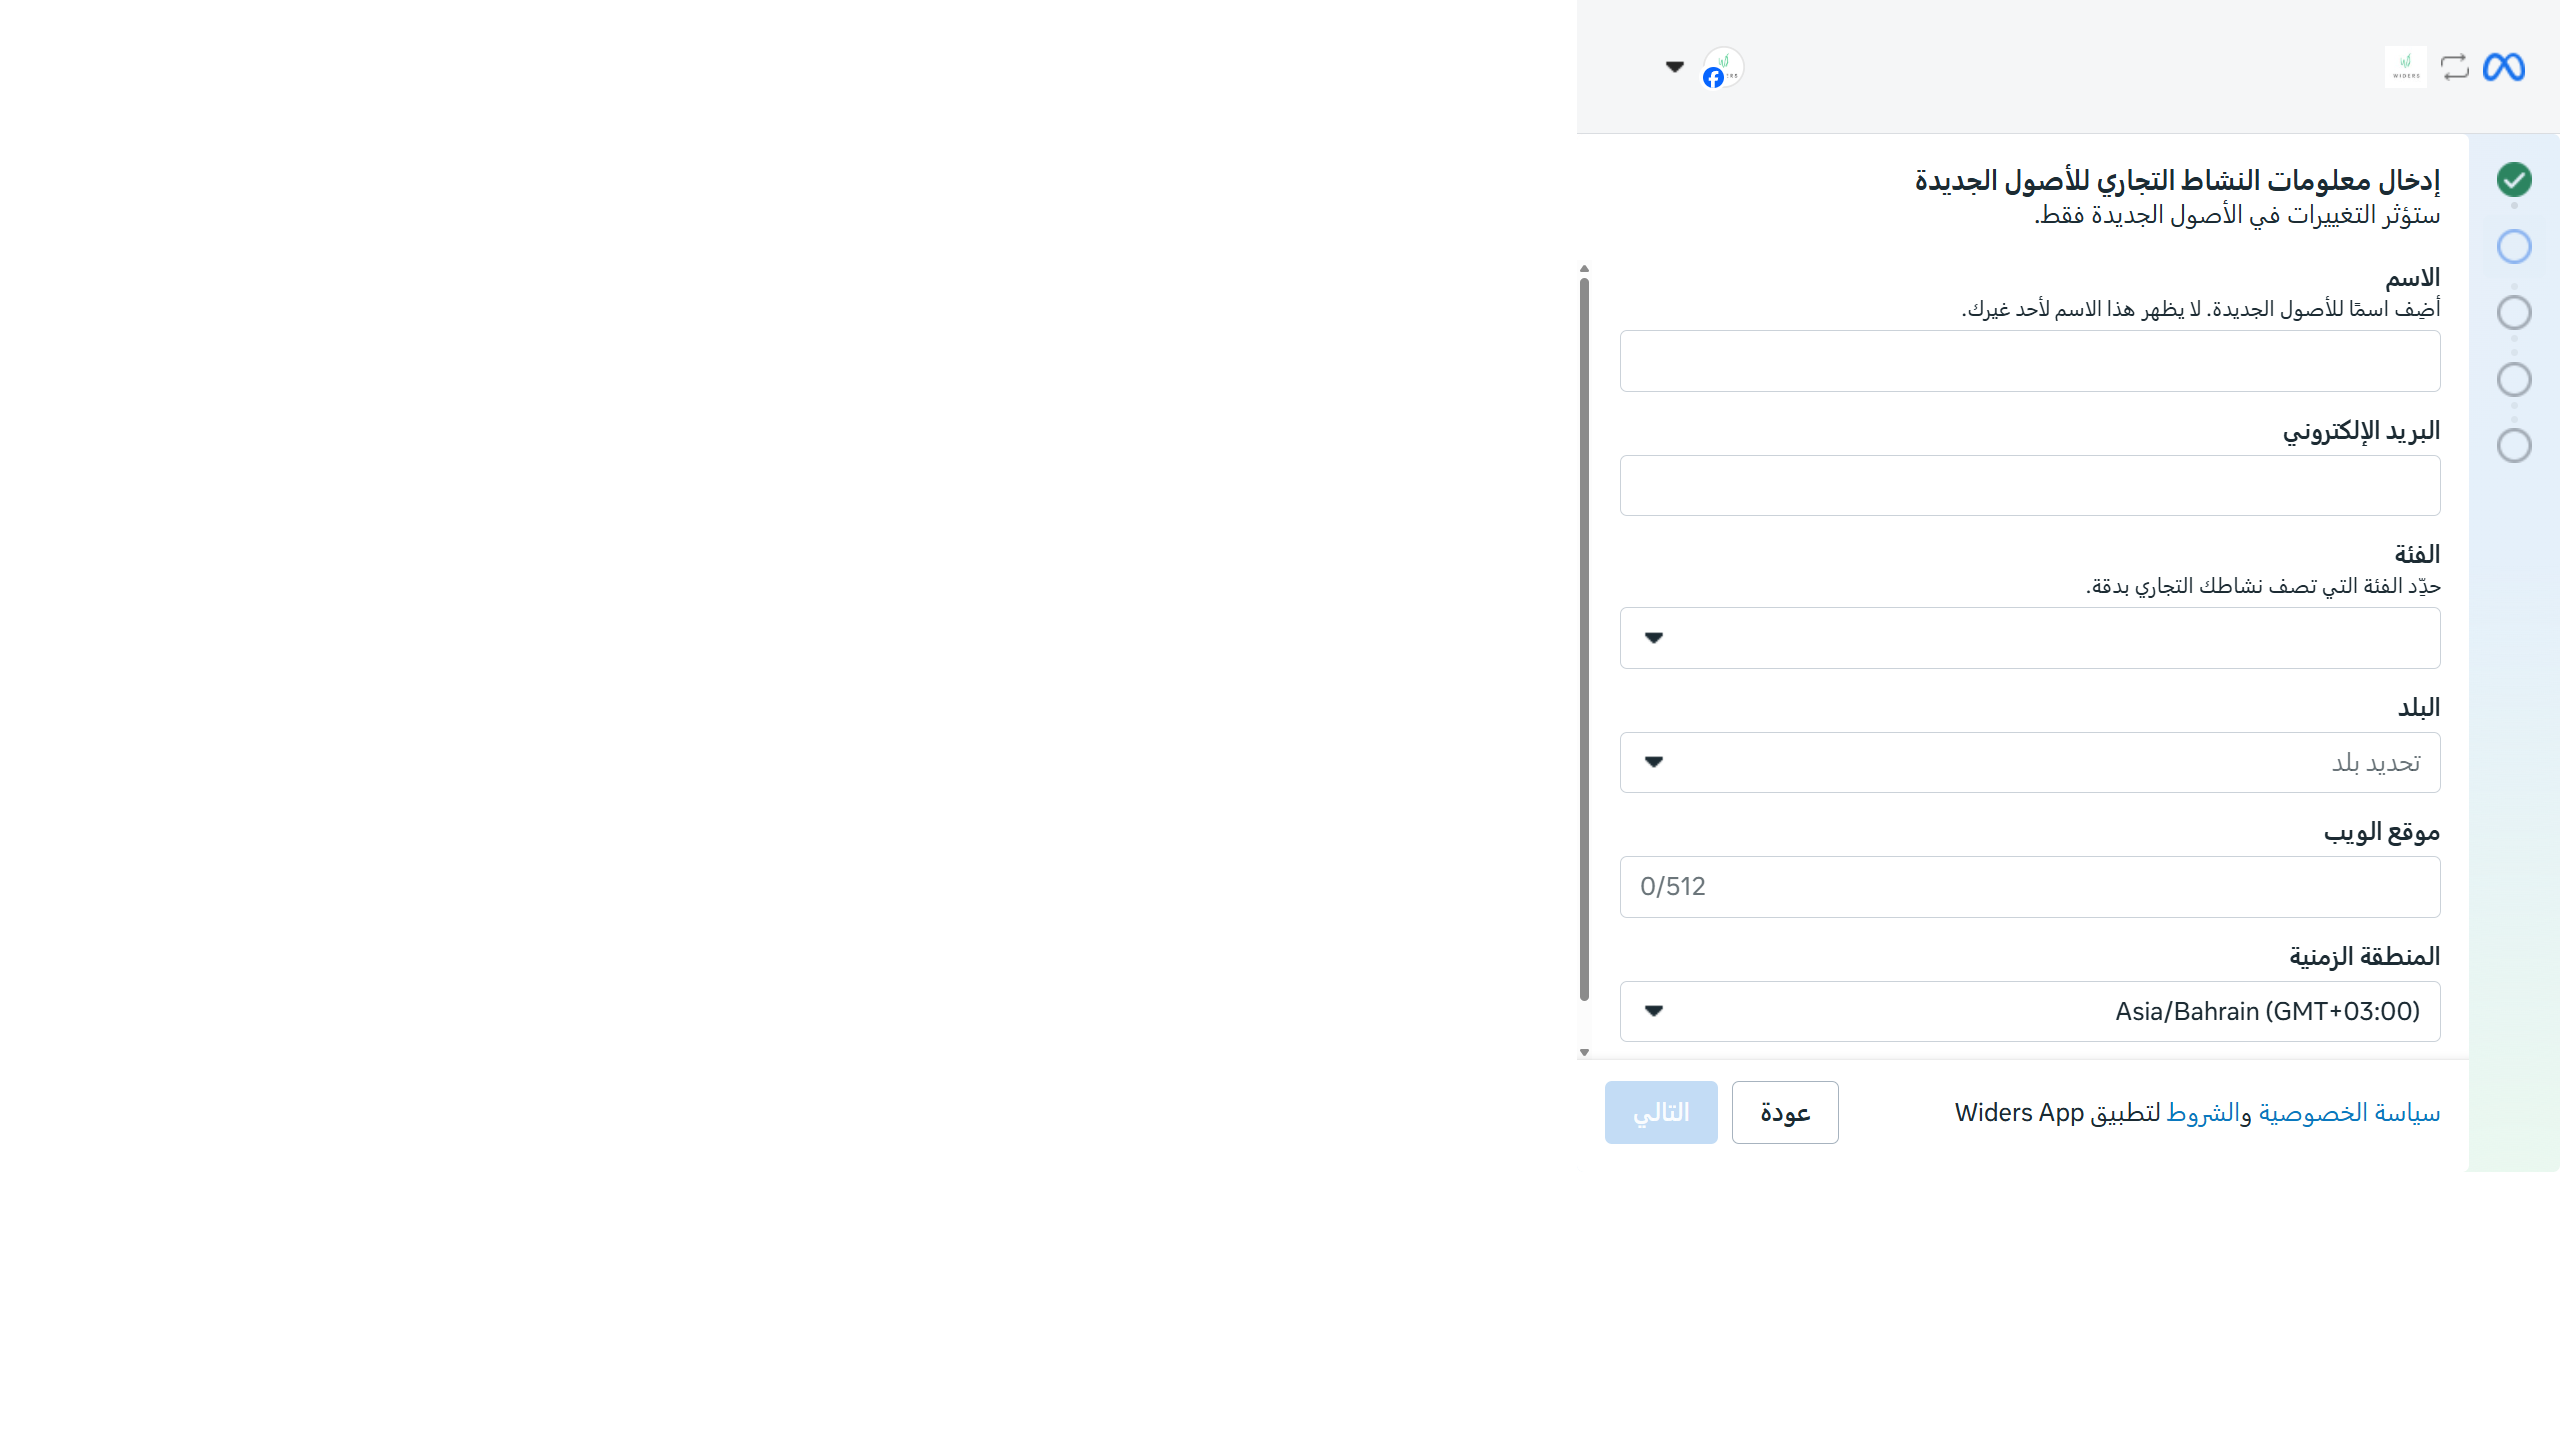 WIDERS
إدخال معلومات النشاط التجاري للأصول الجديدة
ستؤثر التغييرات في الأصول الجديدة فقط.
الاسم
أضِف اسمًا للأصول الجديدة. لا يظهر هذا الاسم لأحد غيرك.
البريد الإلكتروني
الفئة
حدِّد الفئة التي تصف نشاطك التجاري بدقة.
البلد
تحديد بلد
موقع الويب
0/512
المنطقة الزمنية
Asia/Bahrain (GMT+03:00)
سياسة الخصوصية والشروط لتطبيق Widers App
عودة
التالي